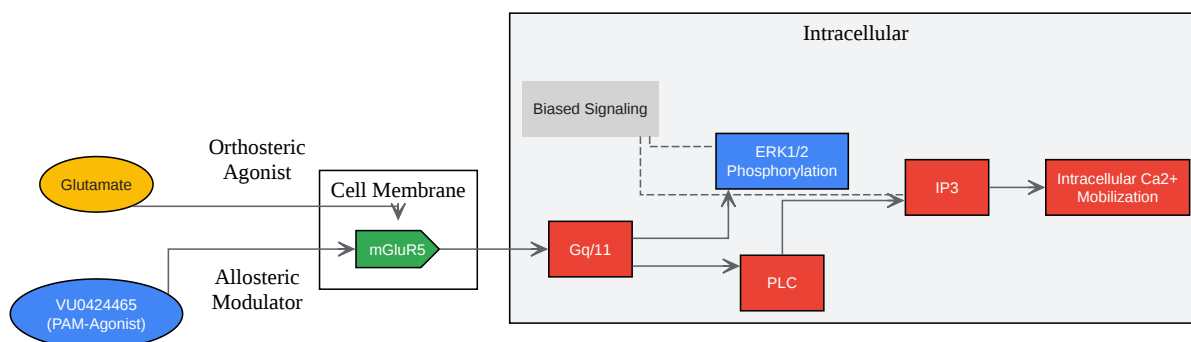 Intracellular
Biased Signaling
Orthosteric
Agonist
ERK1/2
Phosphorylation
Glutamate
Cell Membrane
IP3
Intracellular Ca2+
Mobilization
mGluR5
Gq/11
Allosteric
Modulator
PLC
VU0424465
(PAM-Agonist)